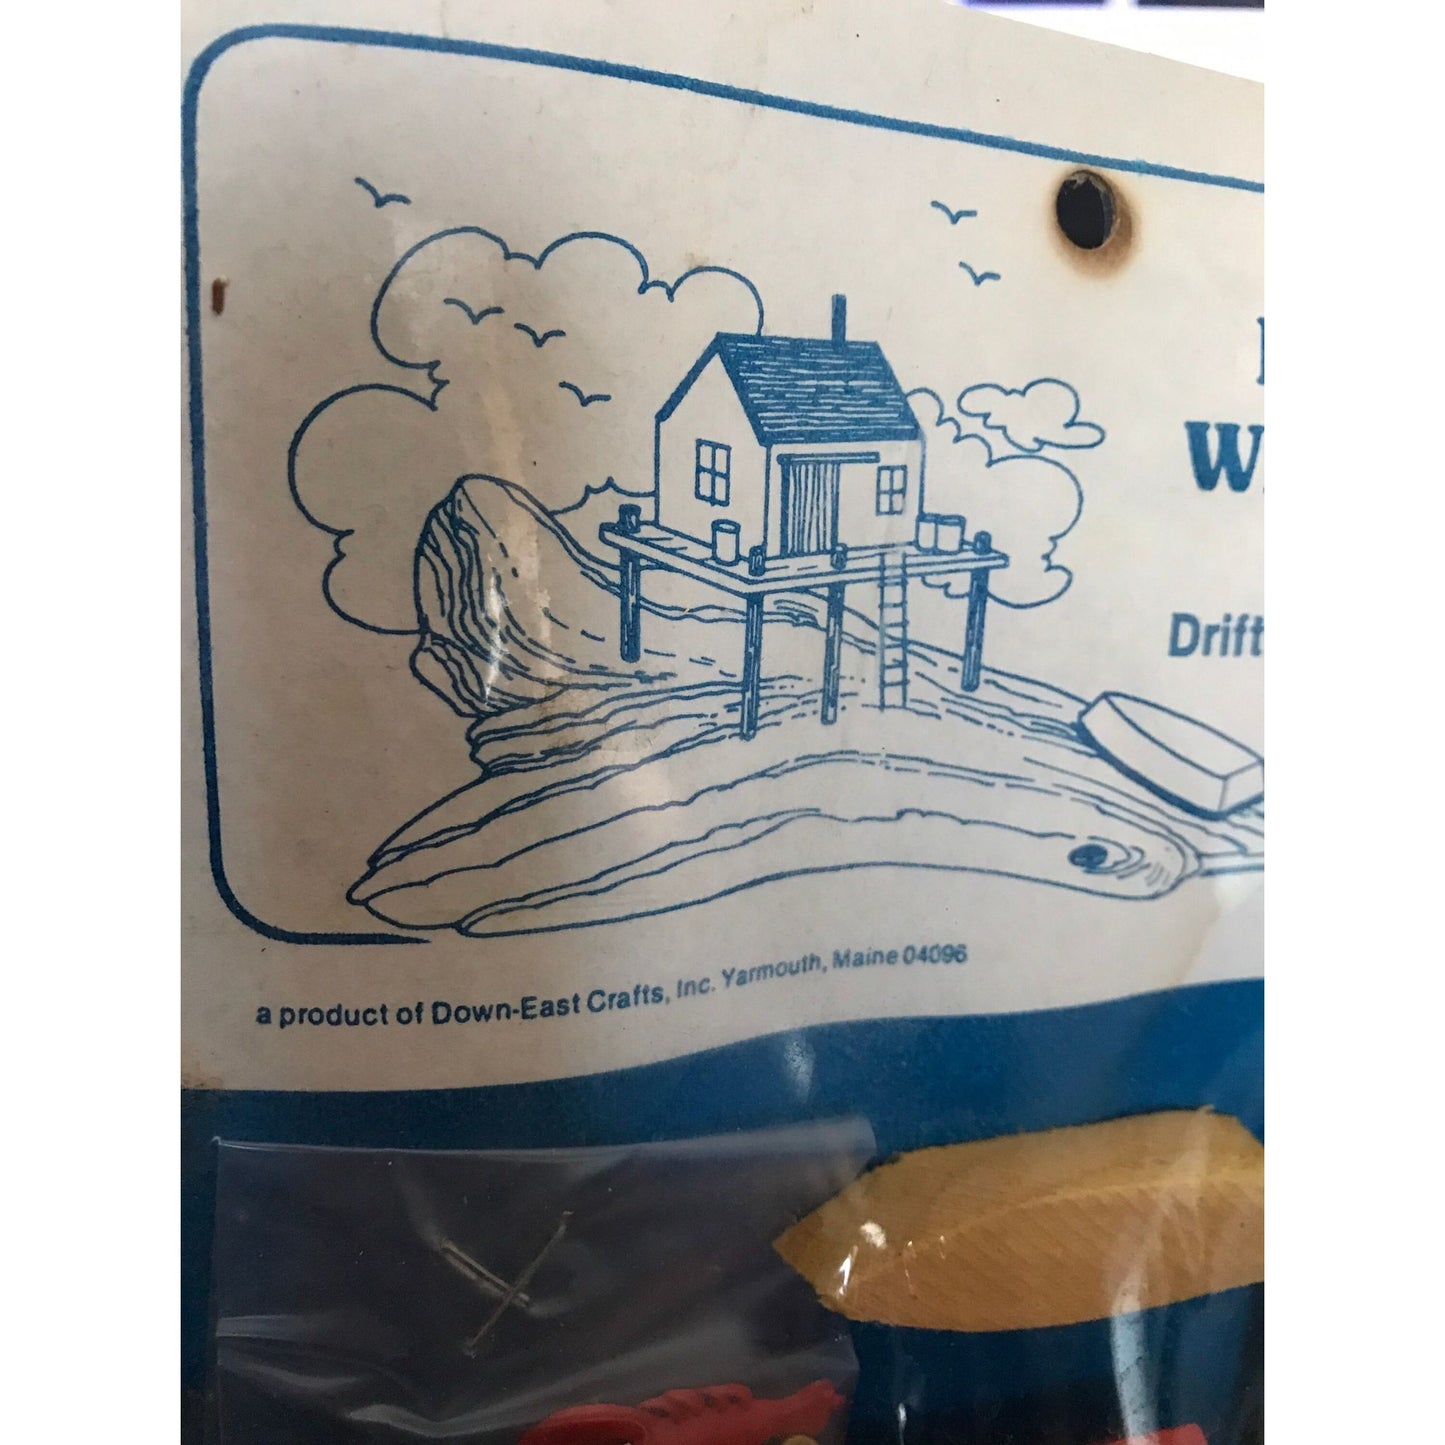 W
Drift
a product of Down-East Crafts, Inc. Yarmouth, Maine 04096